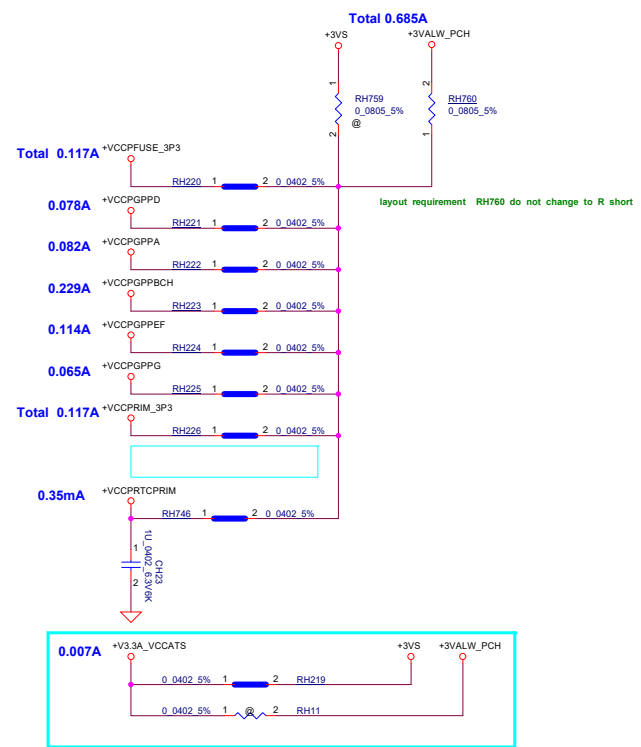 Total 0.685A
+3VS
+3VALW_PCH
1
RH759
0_0805_5%
@
2
2
RH760
0_0805_5%
1
Total 0.117A
+VCCPFUSE_3P3
RH220 1 2 0_0402_5%
layout requirement RH760 do not change to R short
0.078A
+VCCPGPPD
RH221 1 2 0_0402_5%
0.082A
+VCCPGPPA
RH222 1 2 0_0402_5%
0.229A
+VCCPGPPBCH
RH223 1 2 0_0402_5%
0.114A
+VCCPGPPEF
RH224 1 2 0_0402_5%
0.065A
+VCCPGPPG
RH225 1 2 0_0402_5%
Total 0.117A
+VCCPRIM_3P3
RH226 1 2 0_0402_5%
0.35mA
+VCCPRTCPRIM
RH746 1 2 0_0402_5%
1
2
CH23
1U_0402_6.3V6K
0.007A
+V3.3A_VCCATS
+3VS
+3VALW_PCH
0_0402_5% 1 2 RH219
0_0402_5% 1 @ 2 RH11